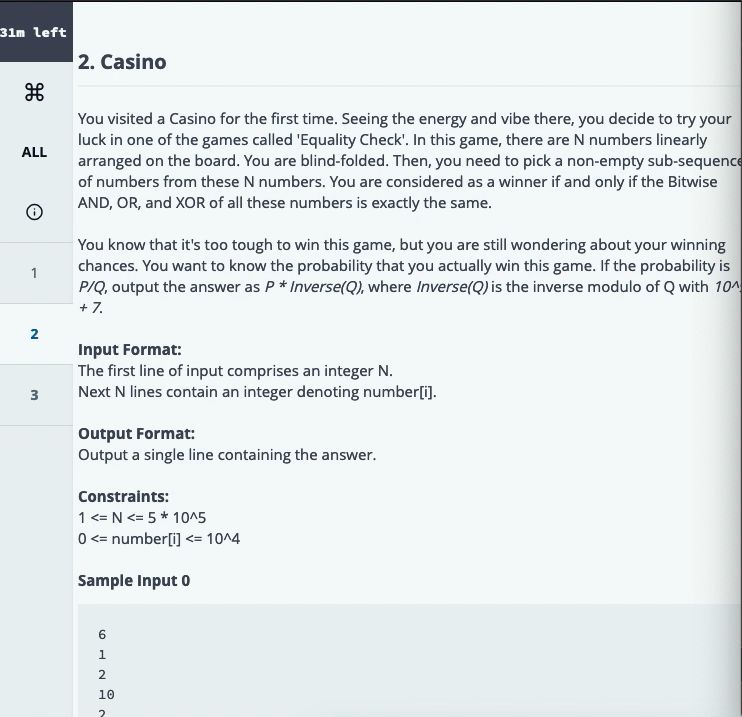 31m left
2. Casino
You visited a Casino for the first time. Seeing the energy and vibe there, you decide to try your
luck in one of the games called 'Equality Check'. In this game, there are N numbers linearly
arranged on the board. You are blind-folded. Then, you need to pick a non-empty sub-sequence
of numbers from these N numbers. You are considered as a winner if and only if the Bitwise
AND, OR, and XOR of all these numbers is exactly the same.
ALL
You know that it's too tough to win this game, but you are still wondering about your winning
chances. You want to know the probability that you actually win this game. If the probability is
P/Q, output the answer as P * Inverse(Q), where Inverse(Q) is the inverse modulo of Q with 10^
+ 7.
1
2
3
Input Format:
The first line of input comprises an integer N.
Next N lines contain an integer denoting number[i].
Output Format:
Output a single line containing the answer.
Constraints:
1 <= N <= 5 * 10^5
0 <= number[i] <= 10^4
Sample Input 0
6
1
2
10
2